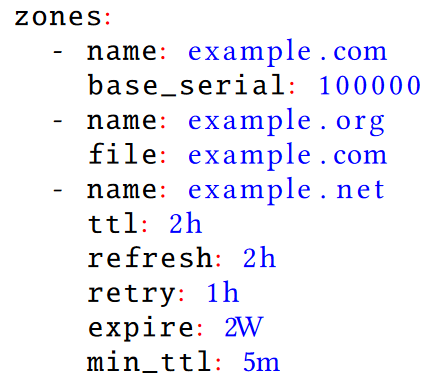 zones:
  - name: example.com
    base_serial: 100000
  - name: example.org
    file: example.com
  - name: example.net
    ttl: 2h
    refresh: 2h
    retry: 1h
    expire: 2W
    min_ttl: 5m